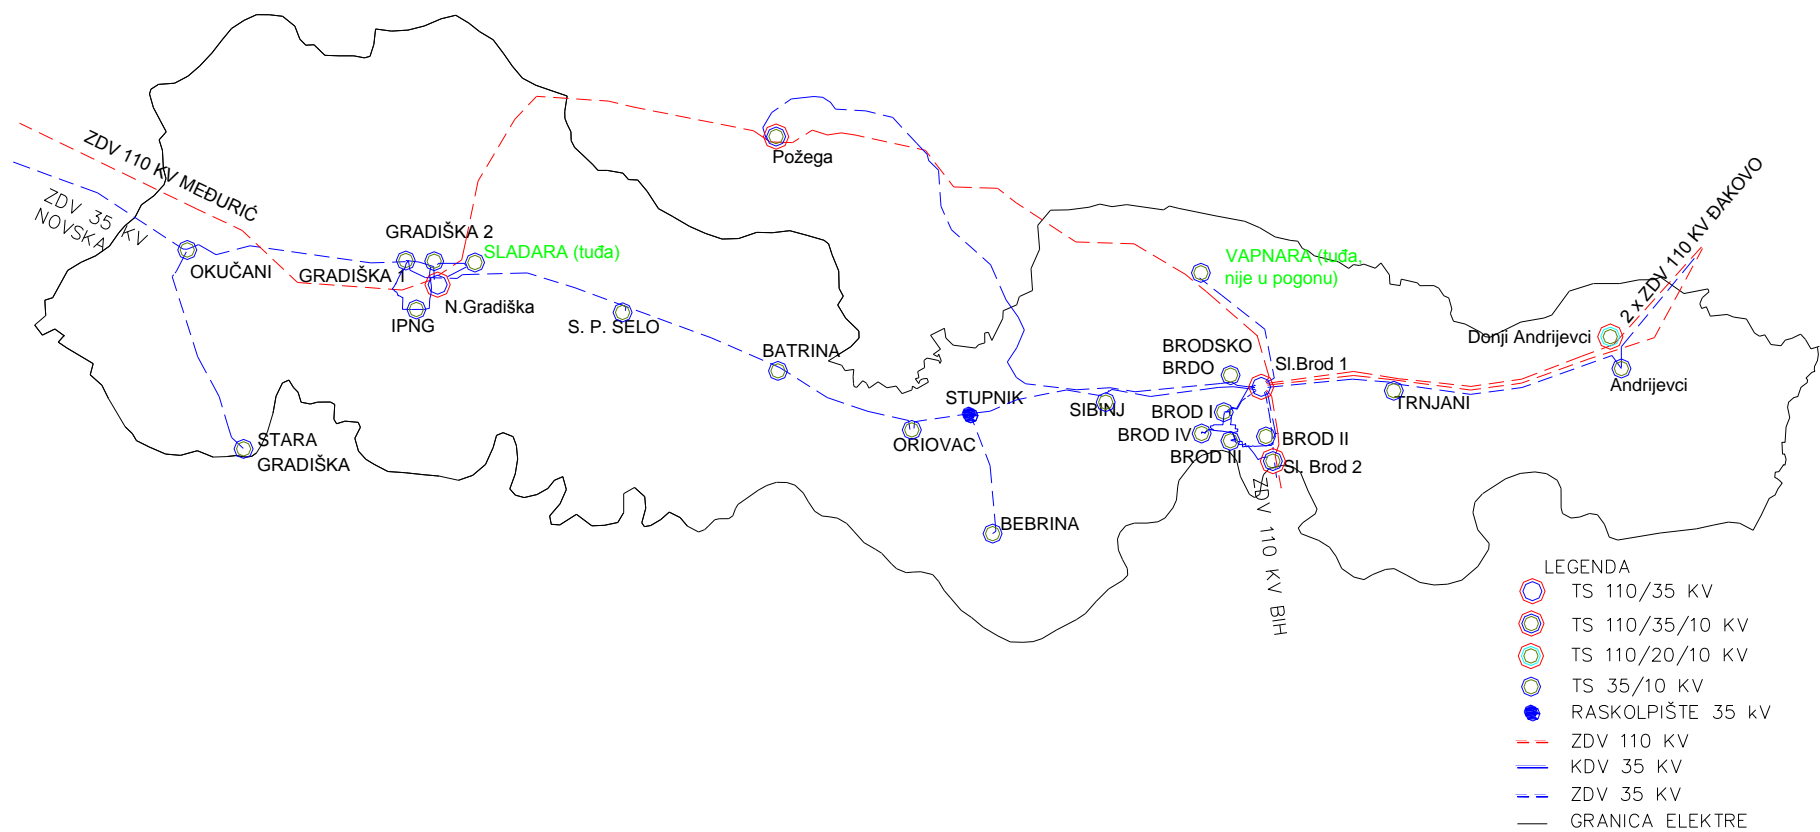 ZDV 110 KV MEĐURIĆ
ZDV 35 KV
NOVSKA
OKUČANI
GRADIŠKA 2
GRADIŠKA 1
SLADARA (tuđa)
N.Gradiška
IPNG
STARA
GRADIŠKA
S. P. SELO
Požega
BATRINA
ORIOVAC
STUPNIK
BEBRINA
SIBINJ
VAPNARA (tuđa,
nije u pogonu)
BRODSKO
BRDO
Sl.Brod 1
BROD I
BROD IV
BROD III
BROD II
Sl. Brod 2
ZDV 110 KV BIH
TRNJANI
Donji Andrijevci
Andrijevci
2 x ZDV 110 KV ĐAKOVO
LEGENDA
TS 110/35 KV
TS 110/35/10 KV
TS 110/20/10 KV
TS 35/10 KV
RASKOLPIŠTE 35 kV
ZDV 110 KV
KDV 35 KV
ZDV 35 KV
GRANICA ELEKTRE